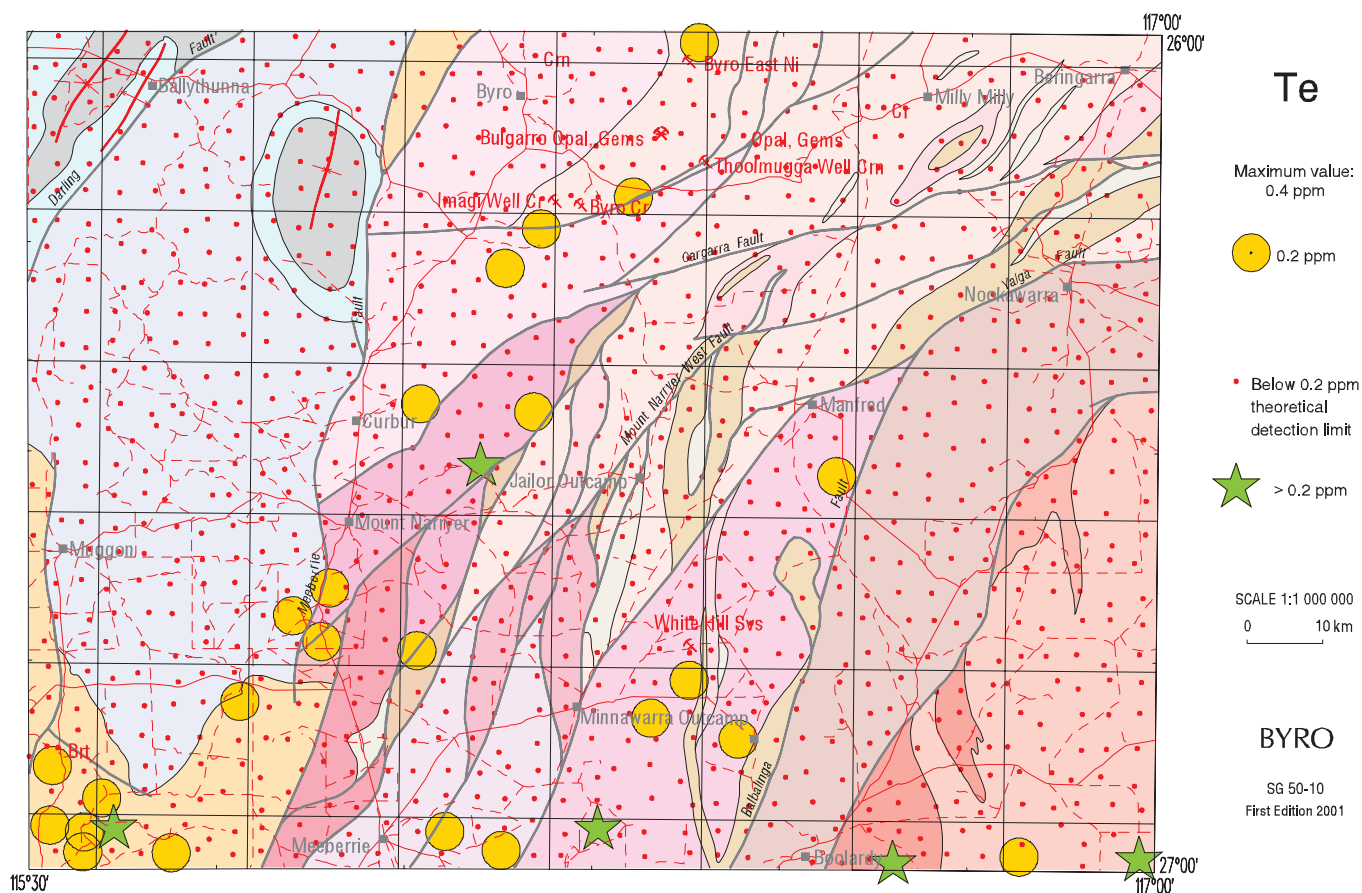 117°00'
26°00'
Te
Maximum value:
0.4 ppm
0.2 ppm
Below 0.2 ppm
theoretical
detection limit
> 0.2 ppm
SCALE 1:1 000 000
0 10 km
BYRO
SG 50-10
First Edition 2001
Fault
Ballythunna
Crn
Byro East Ni
Byro
Beringarra
Milly Milly
Cr
Bulgarro Opal, Gems
Opal, Gems
Thoolmugga Well Crn
Darling
Imagi Well Cr
Byro Cr
Cargarra Fault
Yalga
Fault
Nookawarra
Fault
Mount Narryer West Fault
Curbur
Manfred
Jailor Outcamp
Fault
Mount Narryer
Muggon
Meeberrie
White Hill Svs
Minnawarra Outcamp
Brt
Balbalinga
Meeberrie
Boolardy
115°30'
27°00'
117°00'